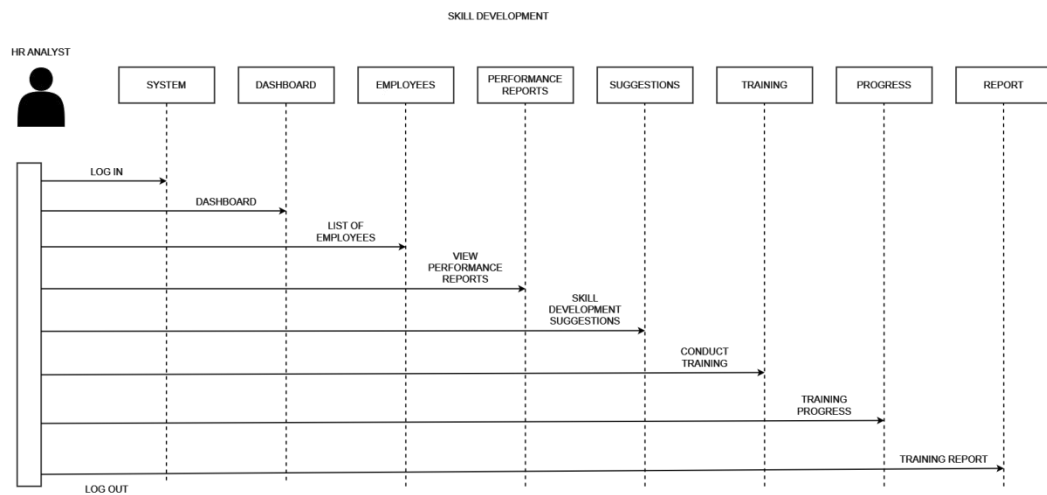 SKILL DEVELOPMENT
HR ANALYST
SYSTEM
DASHBOARD
EMPLOYEES
PERFORMANCE
REPORTS
SUGGESTIONS
TRAINING
PROGRESS
REPORT
LOG IN
DASHBOARD
LIST OF
EMPLOYEES
VIEW
PERFORMANCE
REPORTS
SKILL
DEVELOPMENT
SUGGESTIONS
CONDUCT
TRAINING
TRAINING
PROGRESS
TRAINING REPORT
LOG OUT